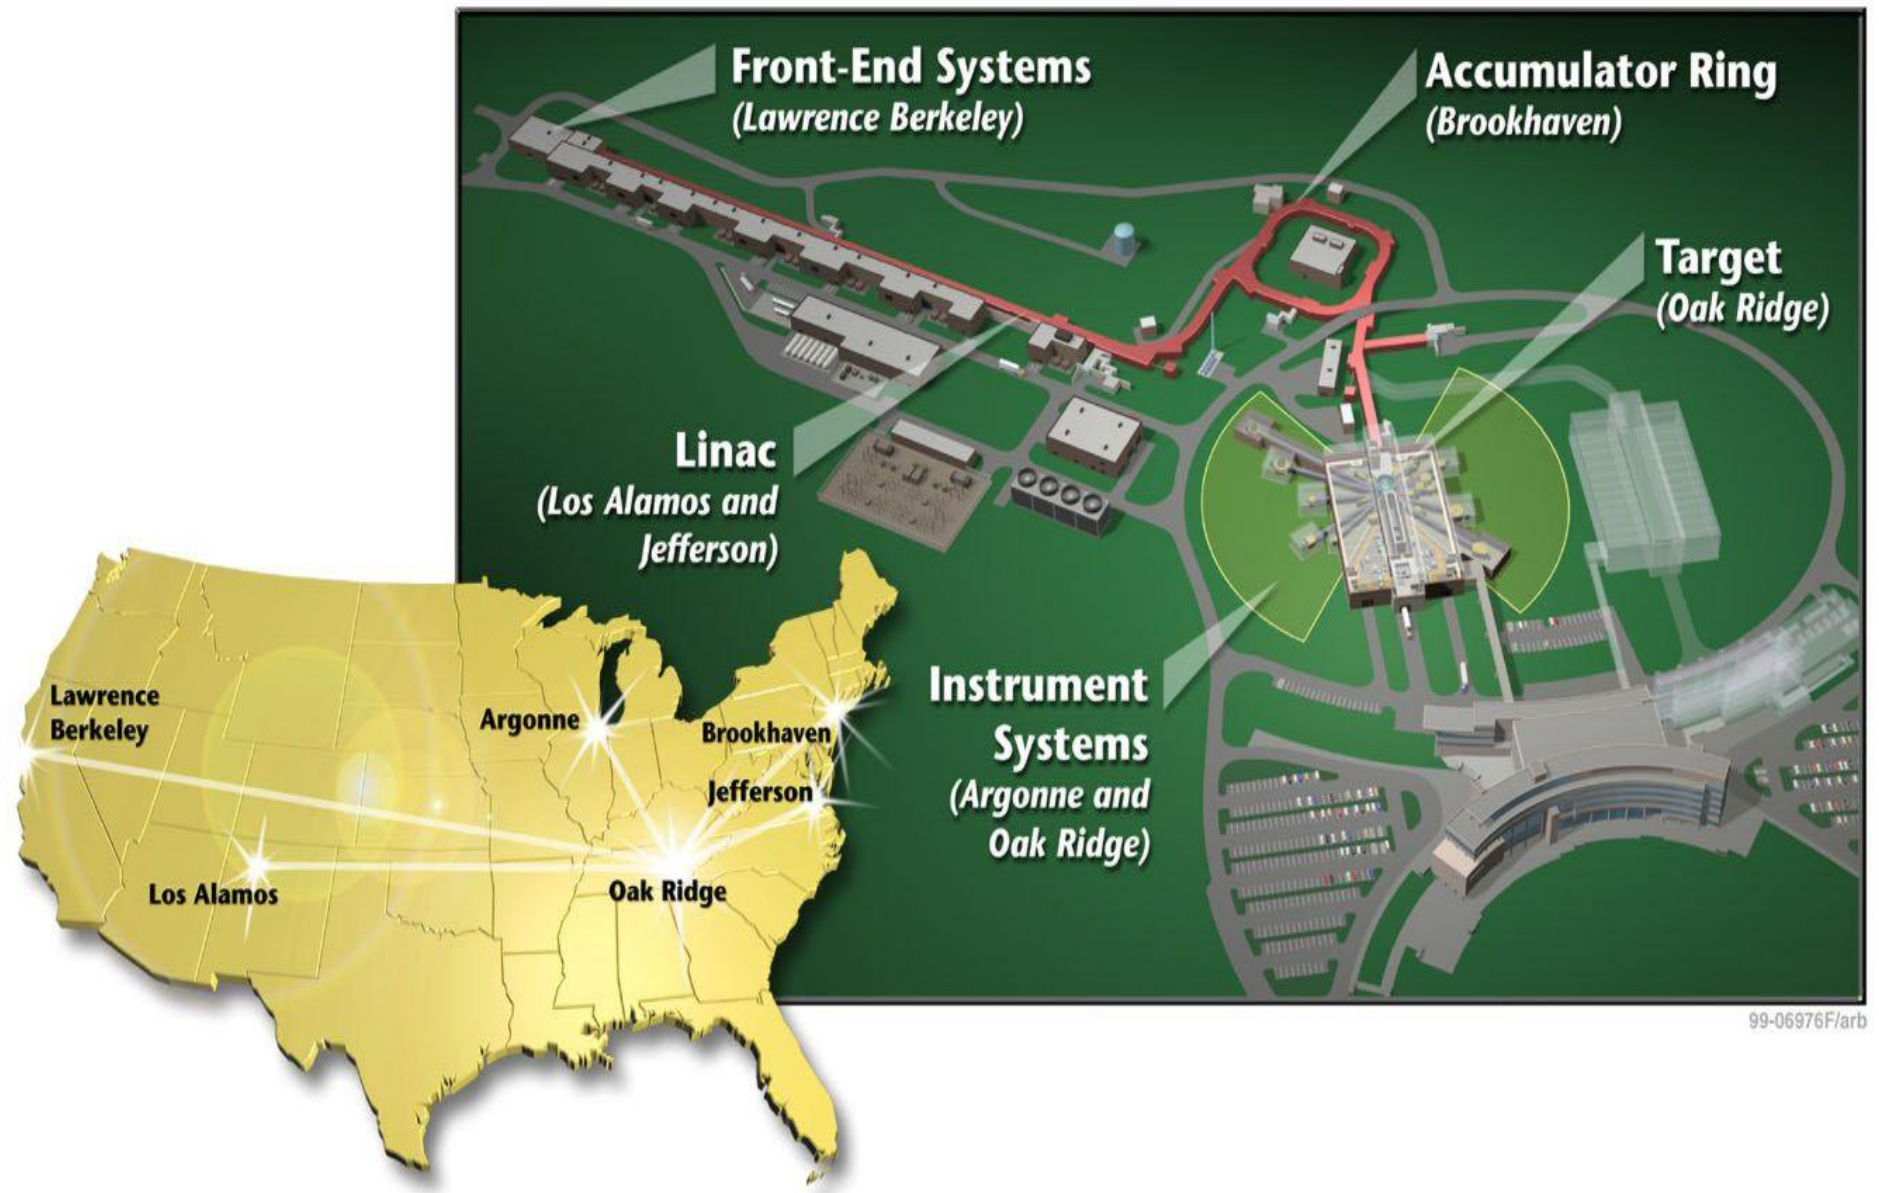 Front-End Systems
(Lawrence Berkeley)
Accumulator Ring
(Brookhaven)
Target
(Oak Ridge)
Linac
(Los Alamos and
Jefferson)
Instrument
Systems
(Argonne and
Oak Ridge)
Lawrence
Berkeley
Argonne
Brookhaven
Jefferson
Los Alamos
Oak Ridge
99-06976F/arb